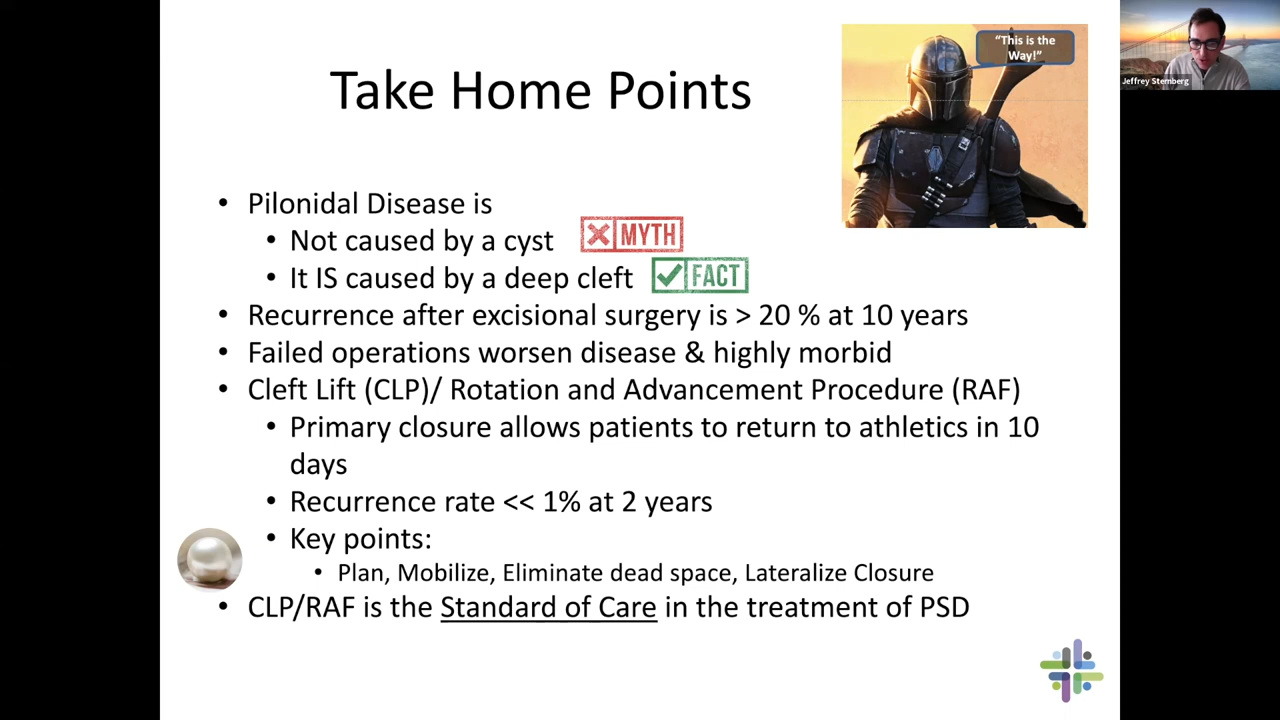 "This is the
Way!"
Jeffrey Sternberg
Take Home Points
• Pilonidal Disease is
• Not caused by a cyst MYTH
• It IS caused by a deep cleft FACT
• Recurrence after excisional surgery is > 20 % at 10 years
• Failed operations worsen disease & highly morbid
• Cleft Lift (CLP)/ Rotation and Advancement Procedure (RAF)
• Primary closure allows patients to return to athletics in 10
days
• Recurrence rate << 1% at 2 years
• Key points:
• Plan, Mobilize, Eliminate dead space, Lateralize Closure
• CLP/RAF is the Standard of Care in the treatment of PSD